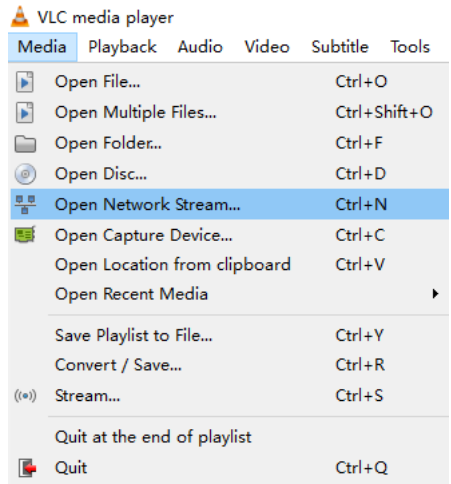 VLC media player
Media Playback Audio Video Subtitle Tools
Open File... Ctrl+O
Open Multiple Files... Ctrl+Shift+O
Open Folder... Ctrl+F
Open Disc... Ctrl+D
Open Network Stream... Ctrl+N
Open Capture Device... Ctrl+C
Open Location from clipboard Ctrl+V
Open Recent Media
Save Playlist to File... Ctrl+Y
Convert / Save... Ctrl+R
Stream... Ctrl+S
Quit at the end of playlist
Quit Ctrl+Q